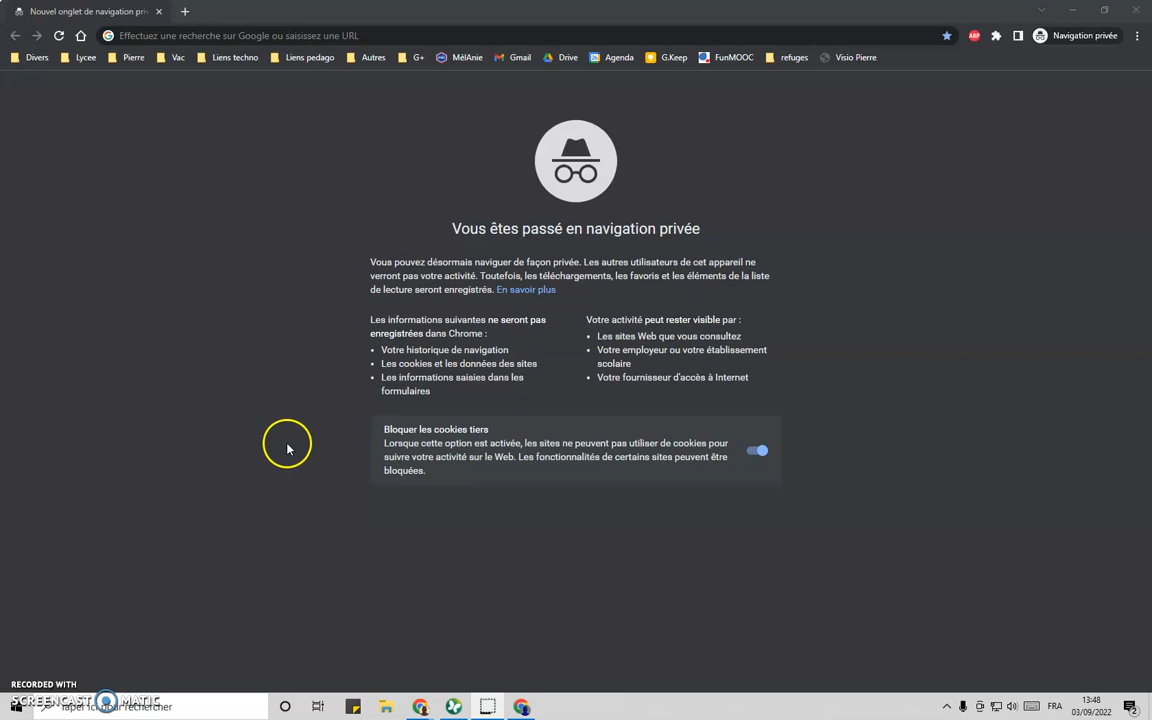 Nouvel onglet de navigation priv
Effectuez une recherche sur Google ou saisissez une URL
ABP
Navigation privée
Divers Lycee Pierre Vac Liens techno Liens pedago Autres G+ MèlAnie Gmail Drive Agenda G.Keep FunMOOC refuges Visio Pierre
Vous êtes passé en navigation privée
Vous pouvez désormais naviguer de façon privée. Les autres utilisateurs de cet appareil ne
verront pas votre activité. Toutefois, les téléchargements, les favoris et les éléments de la liste
de lecture seront enregistrés. En savoir plus
Les informations suivantes ne seront pas
enregistrées dans Chrome :
• Votre historique de navigation
• Les cookies et les données des sites
• Les informations saisies dans les
formulaires
Votre activité peut rester visible par :
• Les sites Web que vous consultez
• Votre employeur ou votre établissement
scolaire
• Votre fournisseur d'accès à Internet
Bloquer les cookies tiers
Lorsque cette option est activée, les sites ne peuvent pas utiliser de cookies pour
suivre votre activité sur le Web. Les fonctionnalités de certains sites peuvent être
bloquées.
RECORDED WITH
SCREENCAST MATIC
pour rechercher
FRA
13:48
03/09/2022
2